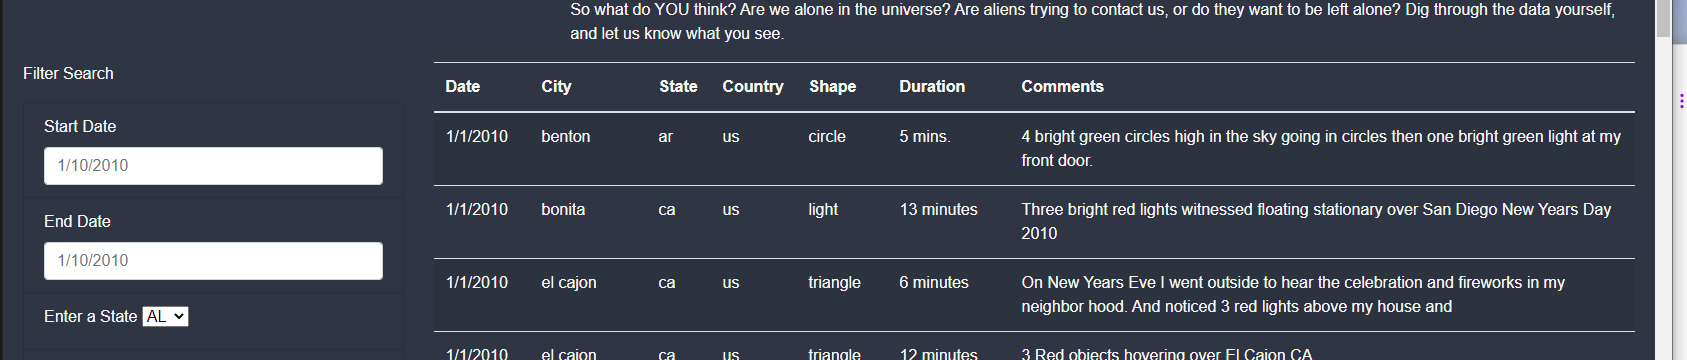 So what do YOU think? Are we alone in the universe? Are aliens trying to contact us, or do they want to be left alone? Dig through the data yourself,
and let us know what you see.
Filter Search
Start Date
1/10/2010
End Date
1/10/2010
Enter a State AL
Date City State Country Shape Duration Comments
1/1/2010 benton ar us circle 5 mins. 4 bright green circles high in the sky going in circles then one bright green light at my
front door.
1/1/2010 bonita ca us light 13 minutes Three bright red lights witnessed floating stationary over San Diego New Years Day
2010
1/1/2010 el cajon ca us triangle 6 minutes On New Years Eve I went outside to hear the celebration and fireworks in my
neighbor hood. And noticed 3 red lights above my house and
1/1/2010 el cajon ca us triangle 12 minutes 3 Red objects hovering over El Cajon CA